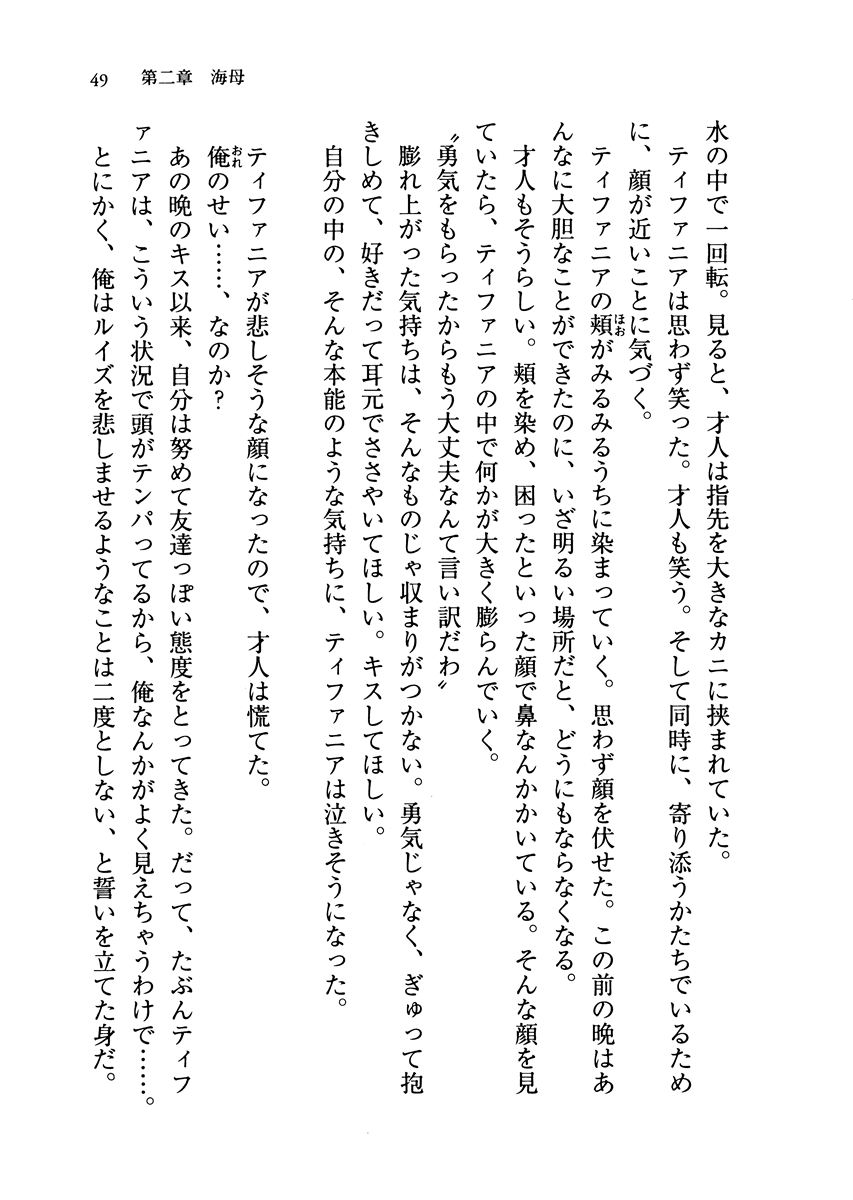 49　第二章　海母
水の中で一回転。見ると、才人は指先を大きなカニに挟まれていた。
　ティファニアは思わず笑った。才人も笑う。そして同時に、寄り添うかたちでいるため
に、顔が近いことに気づく。
　ティファニアの頬がみるみるうちに染まっていく。思わず顔を伏せた。この前の晩はあ
んなに大胆なことができたのに、いざ明るい場所だと、どうにもならなくなる。
　才人もそうらしい。頬を染め、困ったといった顔で鼻なんかかいている。そんな顔を見
ていたら、ティファニアの中で何かが大きく膨らんでいく。
〝勇気をもらったからもう大丈夫なんて言い訳だわ〟
　膨れ上がった気持ちは、そんなものじゃ収まりがつかない。勇気じゃなく、ぎゅって抱
きしめて、好きだって耳元でささやいてほしい。キスしてほしい。
　自分の中の、そんな本能のような気持ちに、ティファニアは泣きそうになった。
　ティファニアが悲しそうな顔になったので、才人は慌てた。
　俺のせい……、なのか？
　あの晩のキス以来、自分は努めて友達っぽい態度をとってきた。だって、たぶんティフ
ァニアは、こういう状況で頭がテンパってるから、俺なんかがよく見えちゃうわけで……。
とにかく、俺はルイズを悲しませるようなことは二度としない、と誓いを立てた身だ。
ほお
おれ